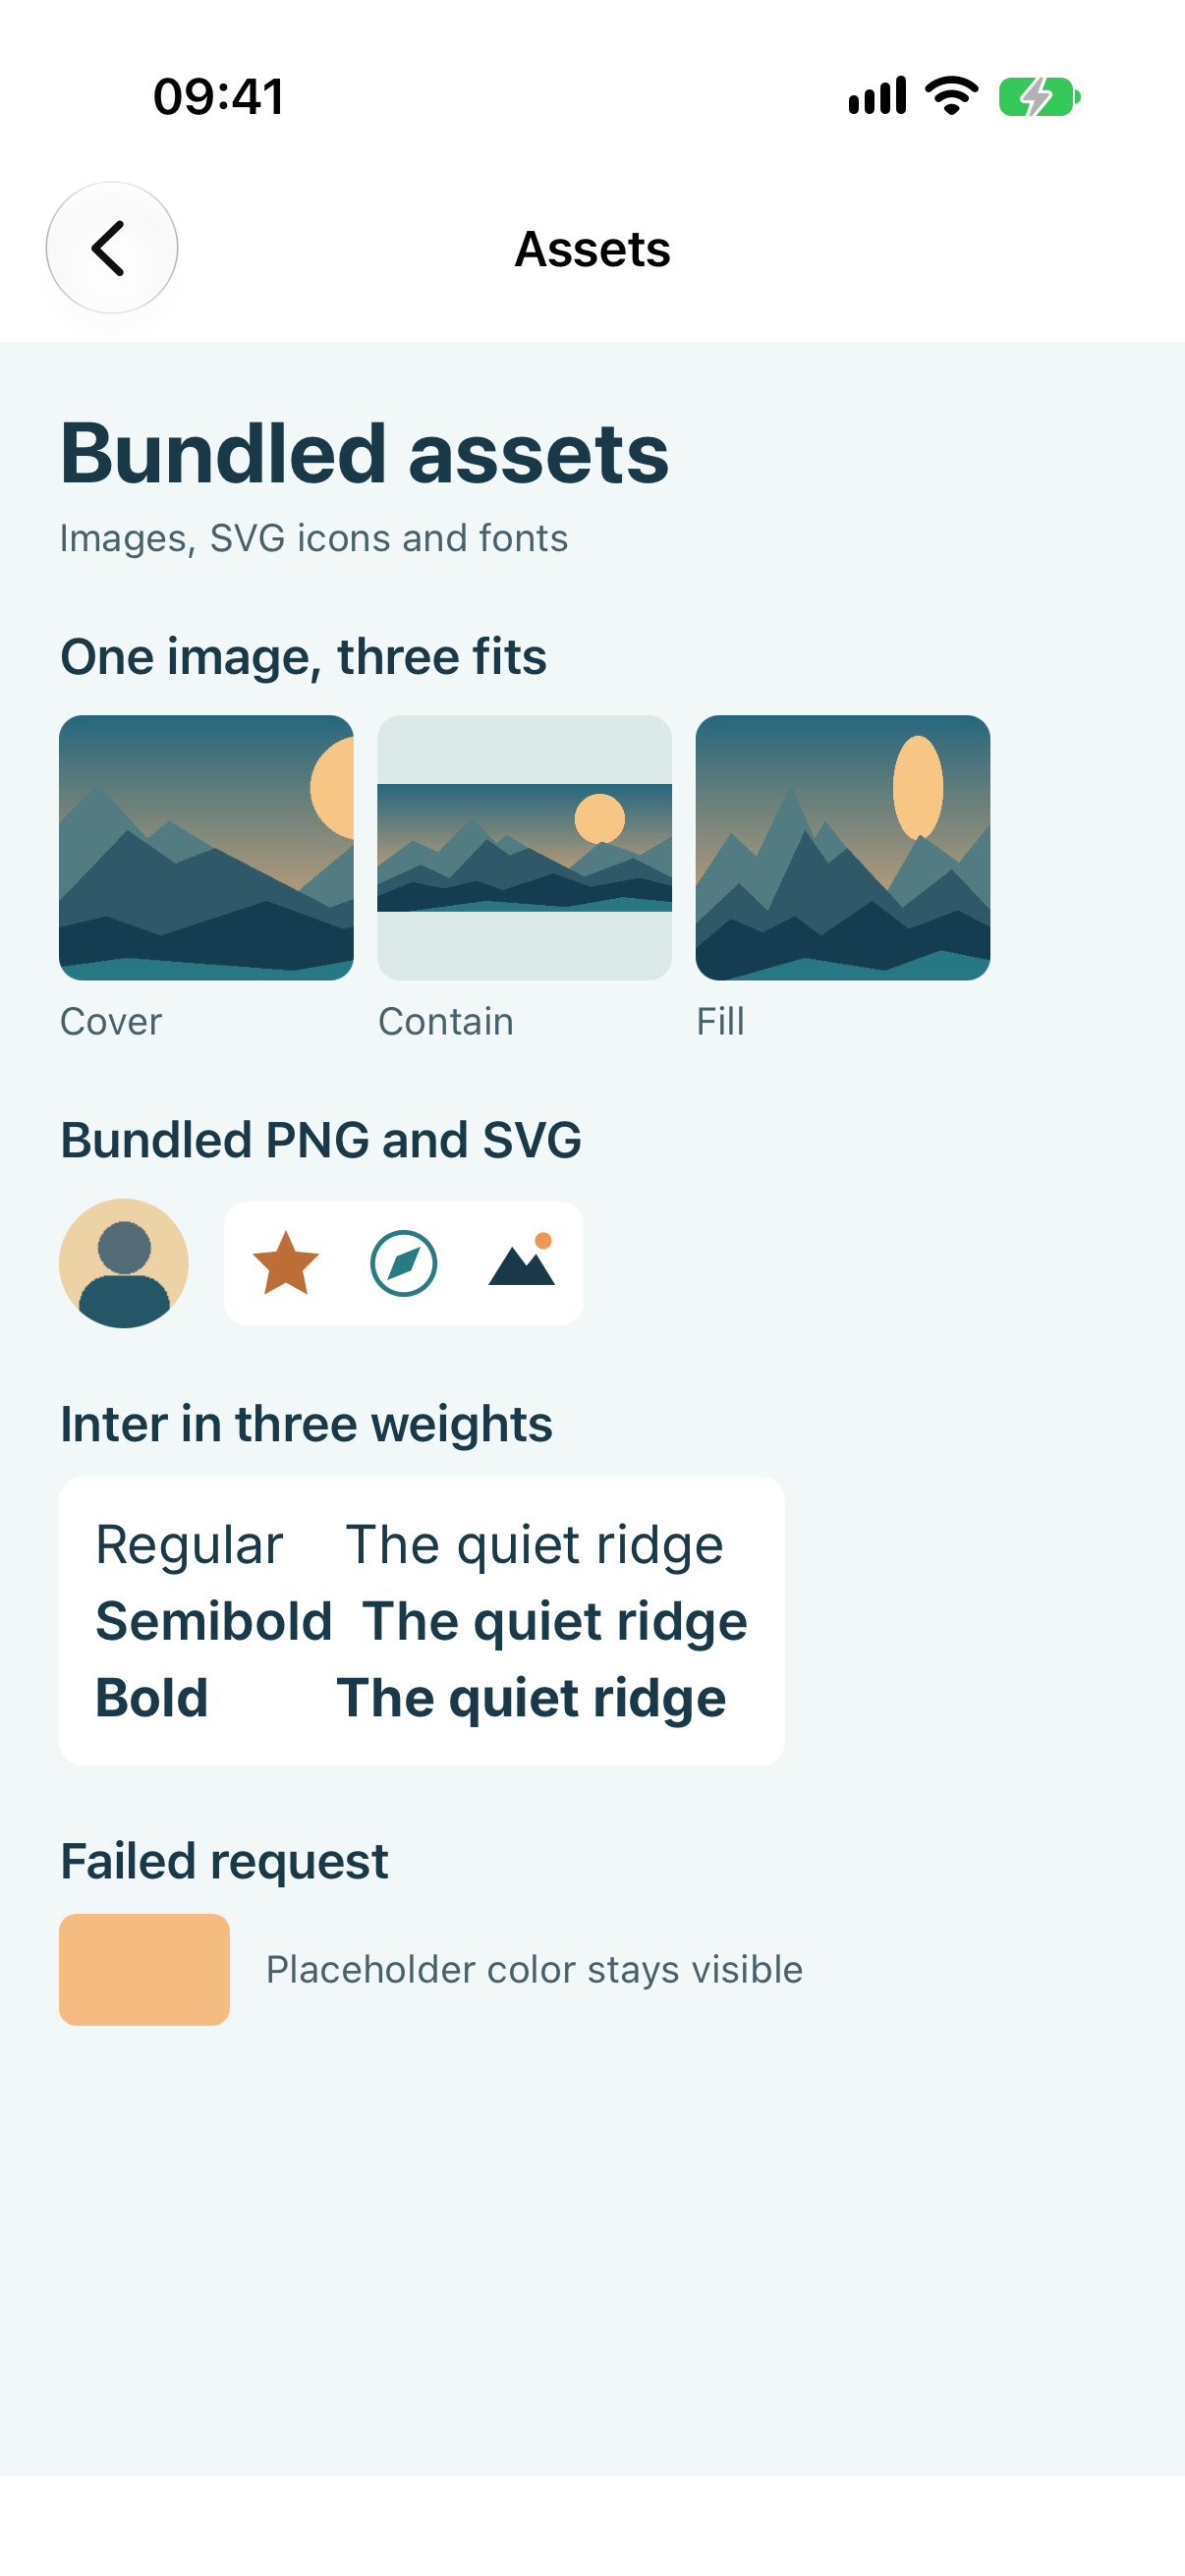 09:41
Assets
Bundled assets
Images, SVG icons and fonts
One image, three fits
Cover
Contain
Fill
Bundled PNG and SVG
Inter in three weights
Regular The quiet ridge
Semibold The quiet ridge
Bold The quiet ridge
Failed request
Placeholder color stays visible